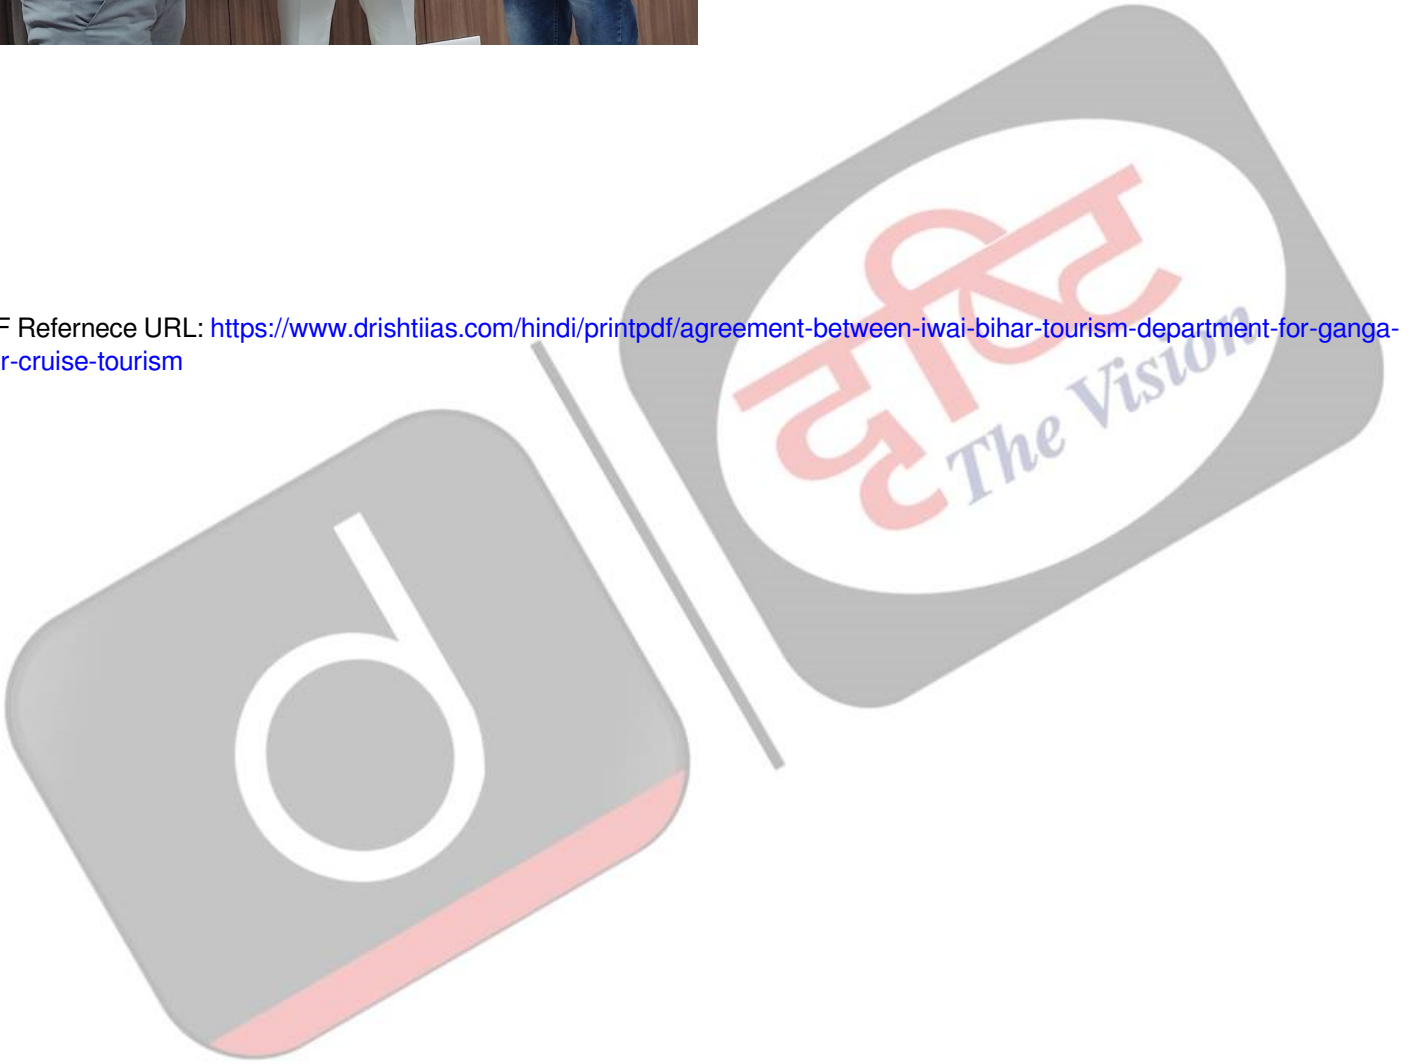 F Refernece URL: https://www.drishtiias.com/hindi/printpdf/agreement-between-iwai-bihar-tourism-department-for-ganga-
r-cruise-tourism
दृष्टि
The Vision
d